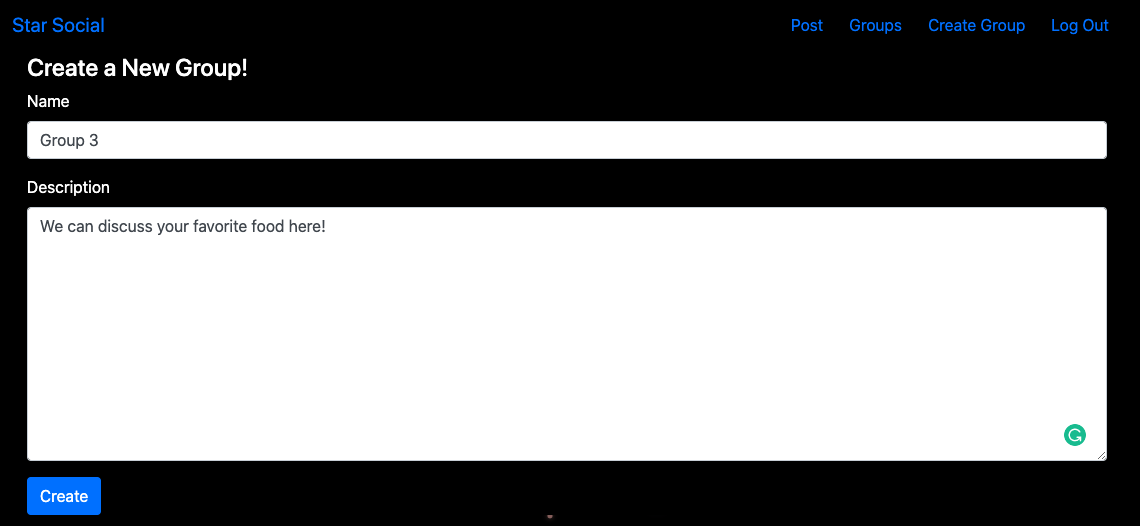 Star Social Post Groups Create Group Log Out
Create a New Group!
Name
Group 3
Description
We can discuss your favorite food here!
Create